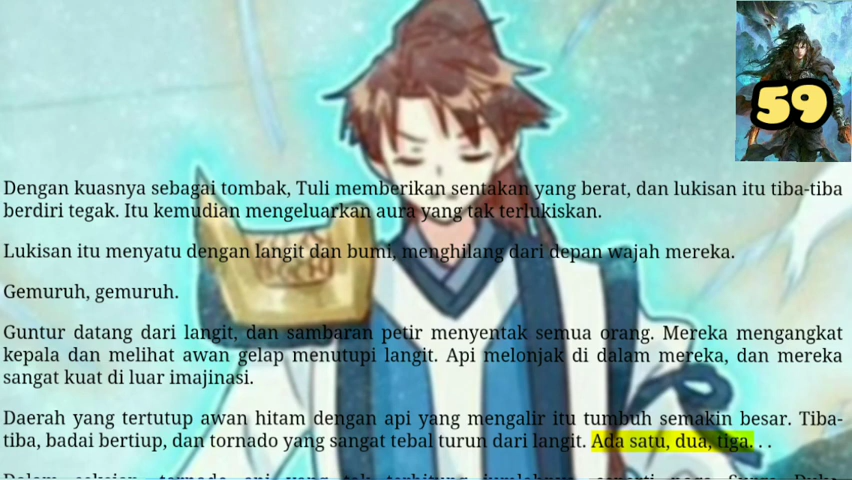 59
Dengan kuasnya sebagai tombak, Tuli memberikan sentakan yang berat, dan lukisan itu tiba-tiba
berdiri tegak. Itu kemudian mengeluarkan aura yang tak terlukiskan.
Lukisan itu menyatu dengan langit dan bumi, menghilang dari depan wajah mereka.
Gemuruh, gemuruh.
Guntur datang dari langit, dan sambaran petir menyentak semua orang. Mereka mengangkat
kepala dan melihat awan gelap menutupi langit. Api melonjak di dalam mereka, dan mereka
sangat kuat di luar imajinasi.
Daerah yang tertutup awan hitam dengan api yang mengalir itu tumbuh semakin besar. Tiba-
tiba, badai bertiup, dan tornado yang sangat tebal turun dari langit. Ada satu, dua, tiga. . .